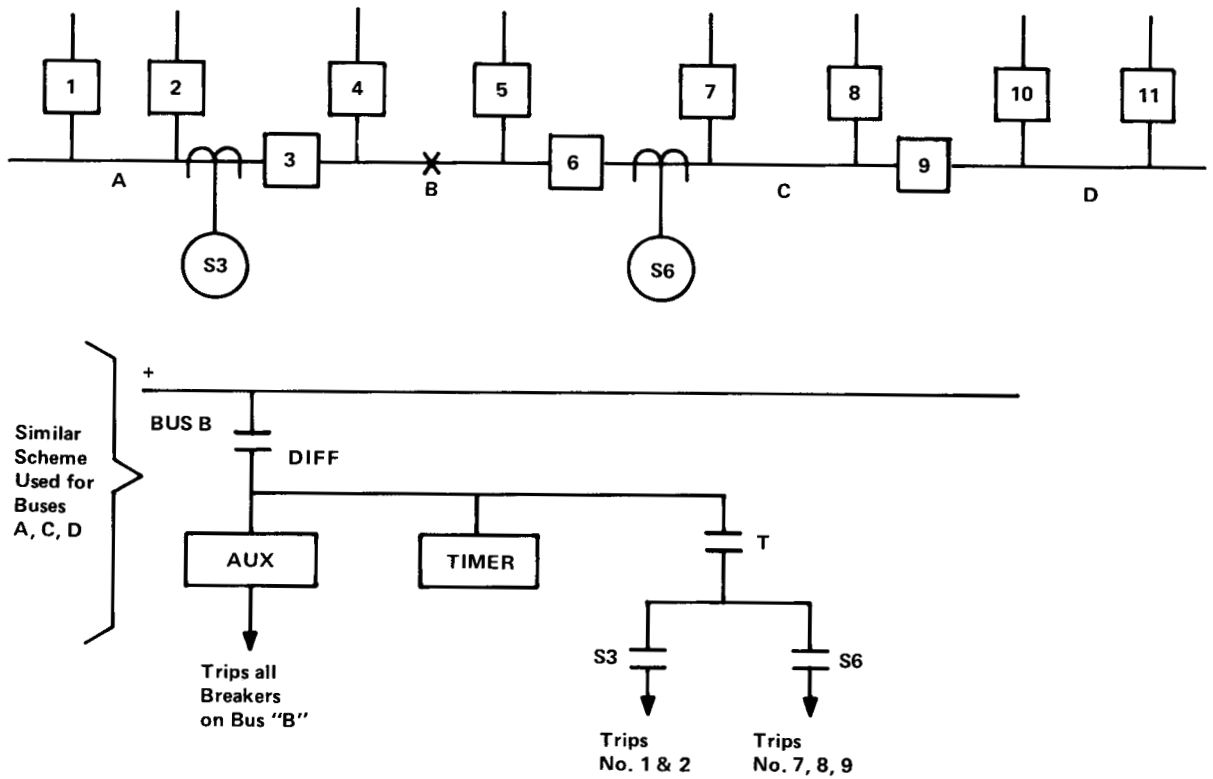 1
2
4
5
7
8
10
11
3
6
9
A
B
C
D
S3
S6
+
BUS B
DIFF
Similar
Scheme
Used for
Buses
A, C, D
AUX
TIMER
T
S3
S6
Trips all
Breakers
on Bus "B"
Trips
No. 1 & 2
Trips
No. 7, 8, 9